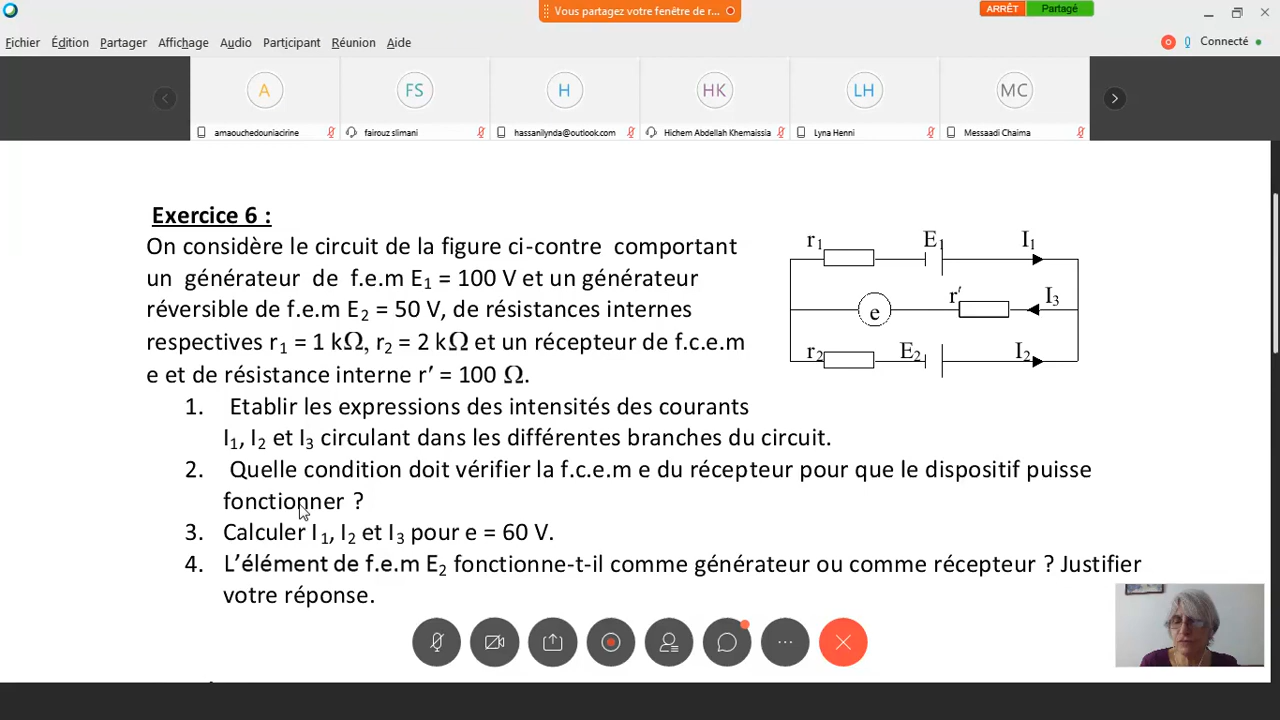 Vous partagez votre fenêtre de r...
ARRÊT
Partagé
Fichier Édition Partager Affichage Audio Participant Réunion Aide
Connecté
A FS H HK LH MC
amaouchedouniacirine fairouz slimani hassanilynda@outlook.com Hichem Abdellah Khemaissia Lyna Henni Messaadi Chaima
Exercice 6 :
On considère le circuit de la figure ci-contre comportant
un générateur de f.e.m E₁ = 100 V et un générateur
réversible de f.e.m E₂ = 50 V, de résistances internes
respectives r₁ = 1 kΩ, r₂ = 2 kΩ et un récepteur de f.c.e.m
e et de résistance interne r′ = 100 Ω.
r₁ E₁ I₁
e r′ I₃
r₂ E₂ I₂
1. Etablir les expressions des intensités des courants
I₁, I₂ et I₃ circulant dans les différentes branches du circuit.
2. Quelle condition doit vérifier la f.c.e.m e du récepteur pour que le dispositif puisse
fonctionner ?
3. Calculer I₁, I₂ et I₃ pour e = 60 V.
4. L’élément de f.e.m E₂ fonctionne-t-il comme générateur ou comme récepteur ? Justifier
votre réponse.